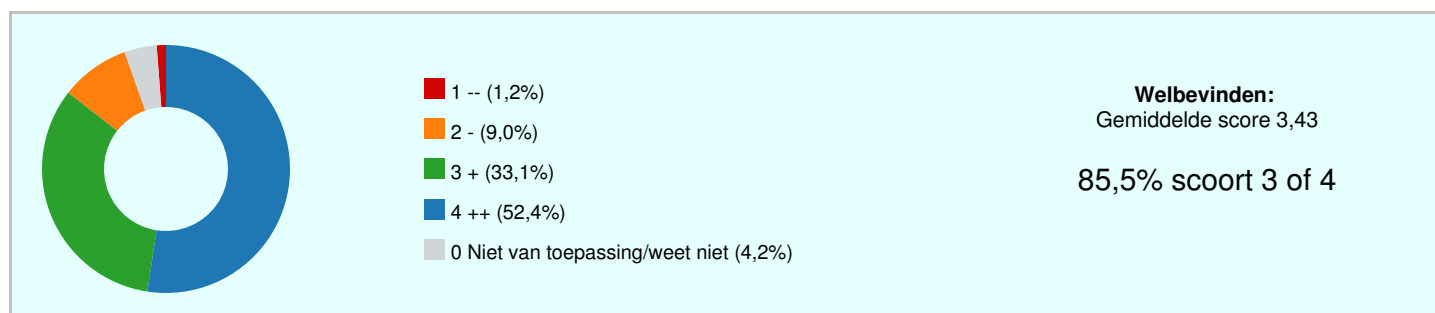 1 -- (1,2%)
2 - (9,0%)
3 + (33,1%)
4 ++ (52,4%)
0 Niet van toepassing/weet niet (4,2%)
Welbevinden:
Gemiddelde score 3,43
85,5% scoort 3 of 4